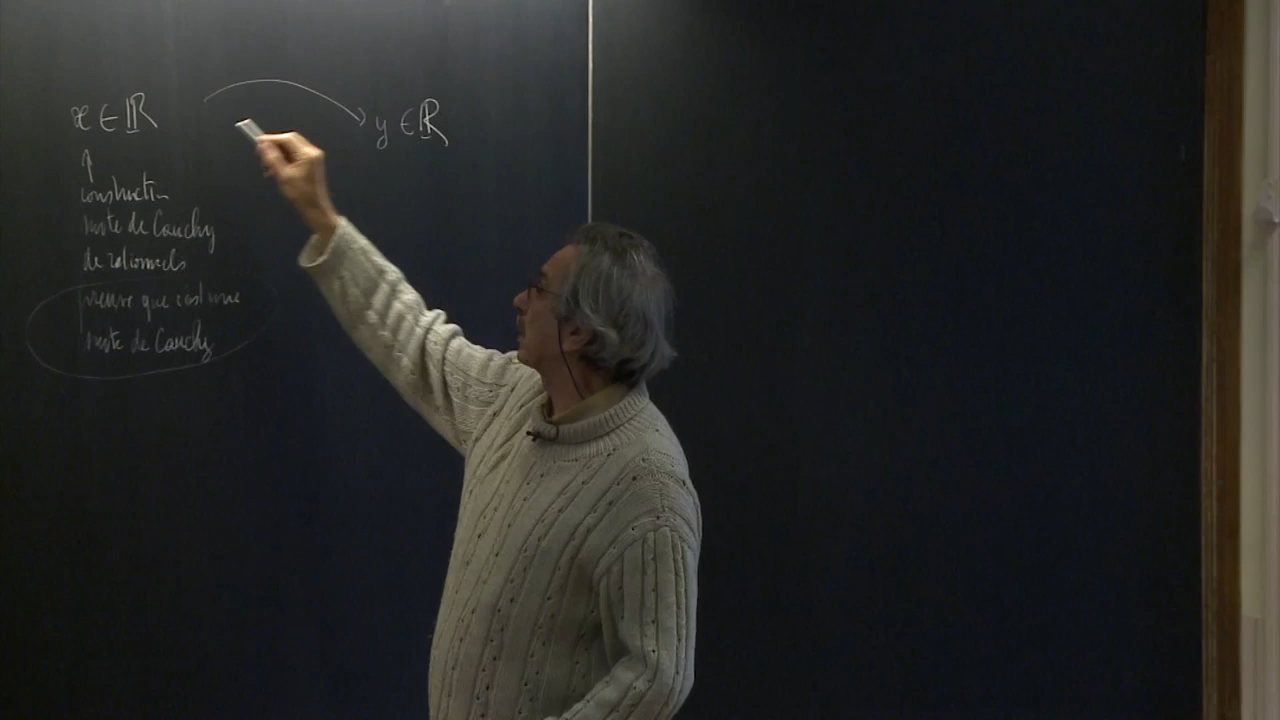 x ∈ ℝ → y ∈ ℝ
↑
construction
suite de Cauchy
de rationnels
preuve que c'est une
suite de Cauchy